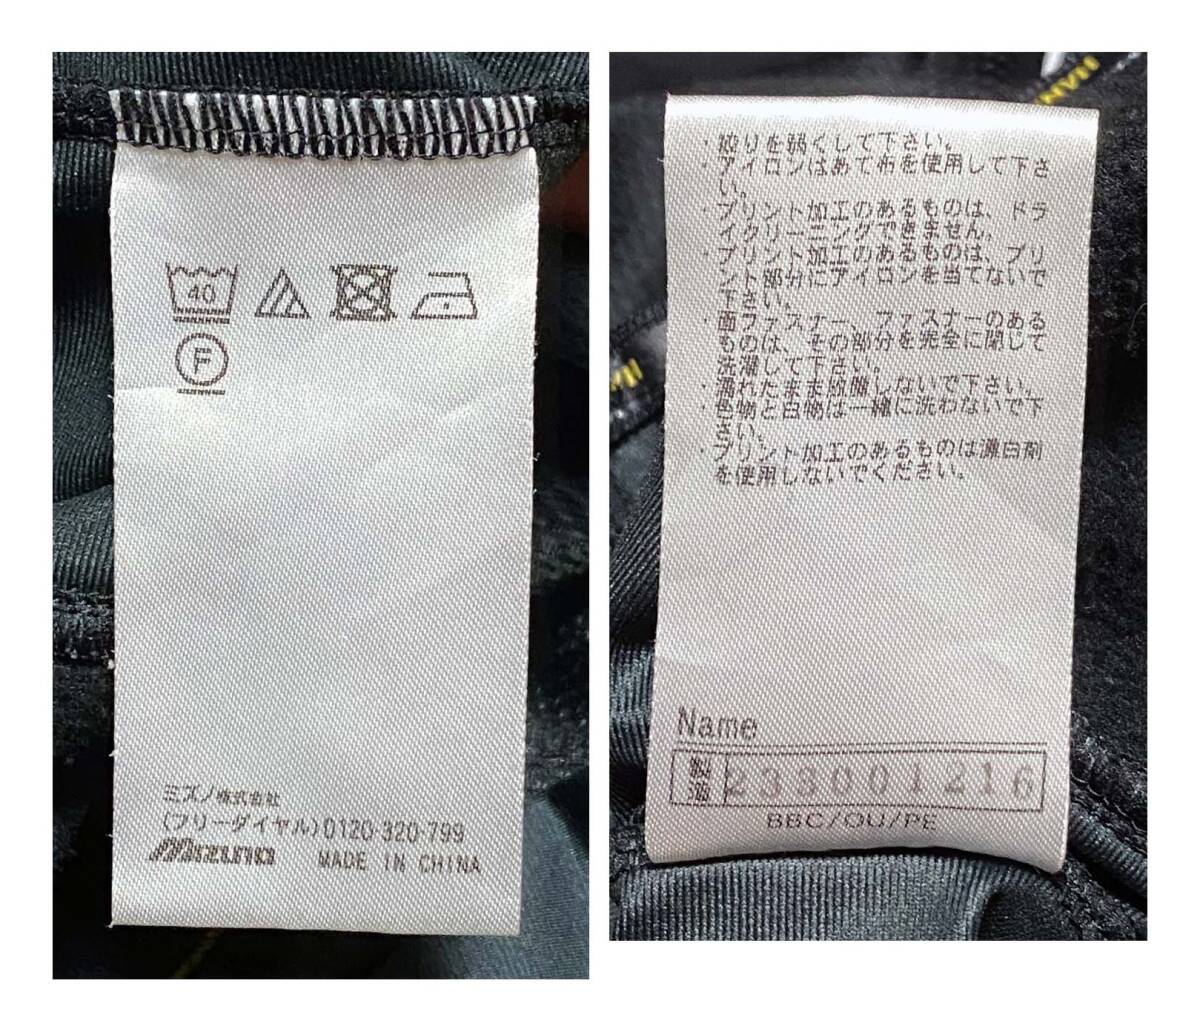 40
F
ミズノ株式会社
(フリーダイヤル)0120-320-799
Mizuno MADE IN CHINA
・絞りを弱くして下さい。
・アイロンはあて布を使用して下さ
い。
・プリント加工のあるものは、ドラ
イクリーニングできません。
・プリント加工のあるものは、プリ
ント部分にアイロンを当てないで
下さい。
・面ファスナー、ファスナーのある
ものは、その部分を完全に閉じて
洗濯して下さい。
・濡れたまま放置しないで下さい。
・色物と白物は一緒に洗わないで下
さい。
・プリント加工のあるものは漂白剤
を使用しないでください。
Name
製造 233001216
BBC/OU/PE